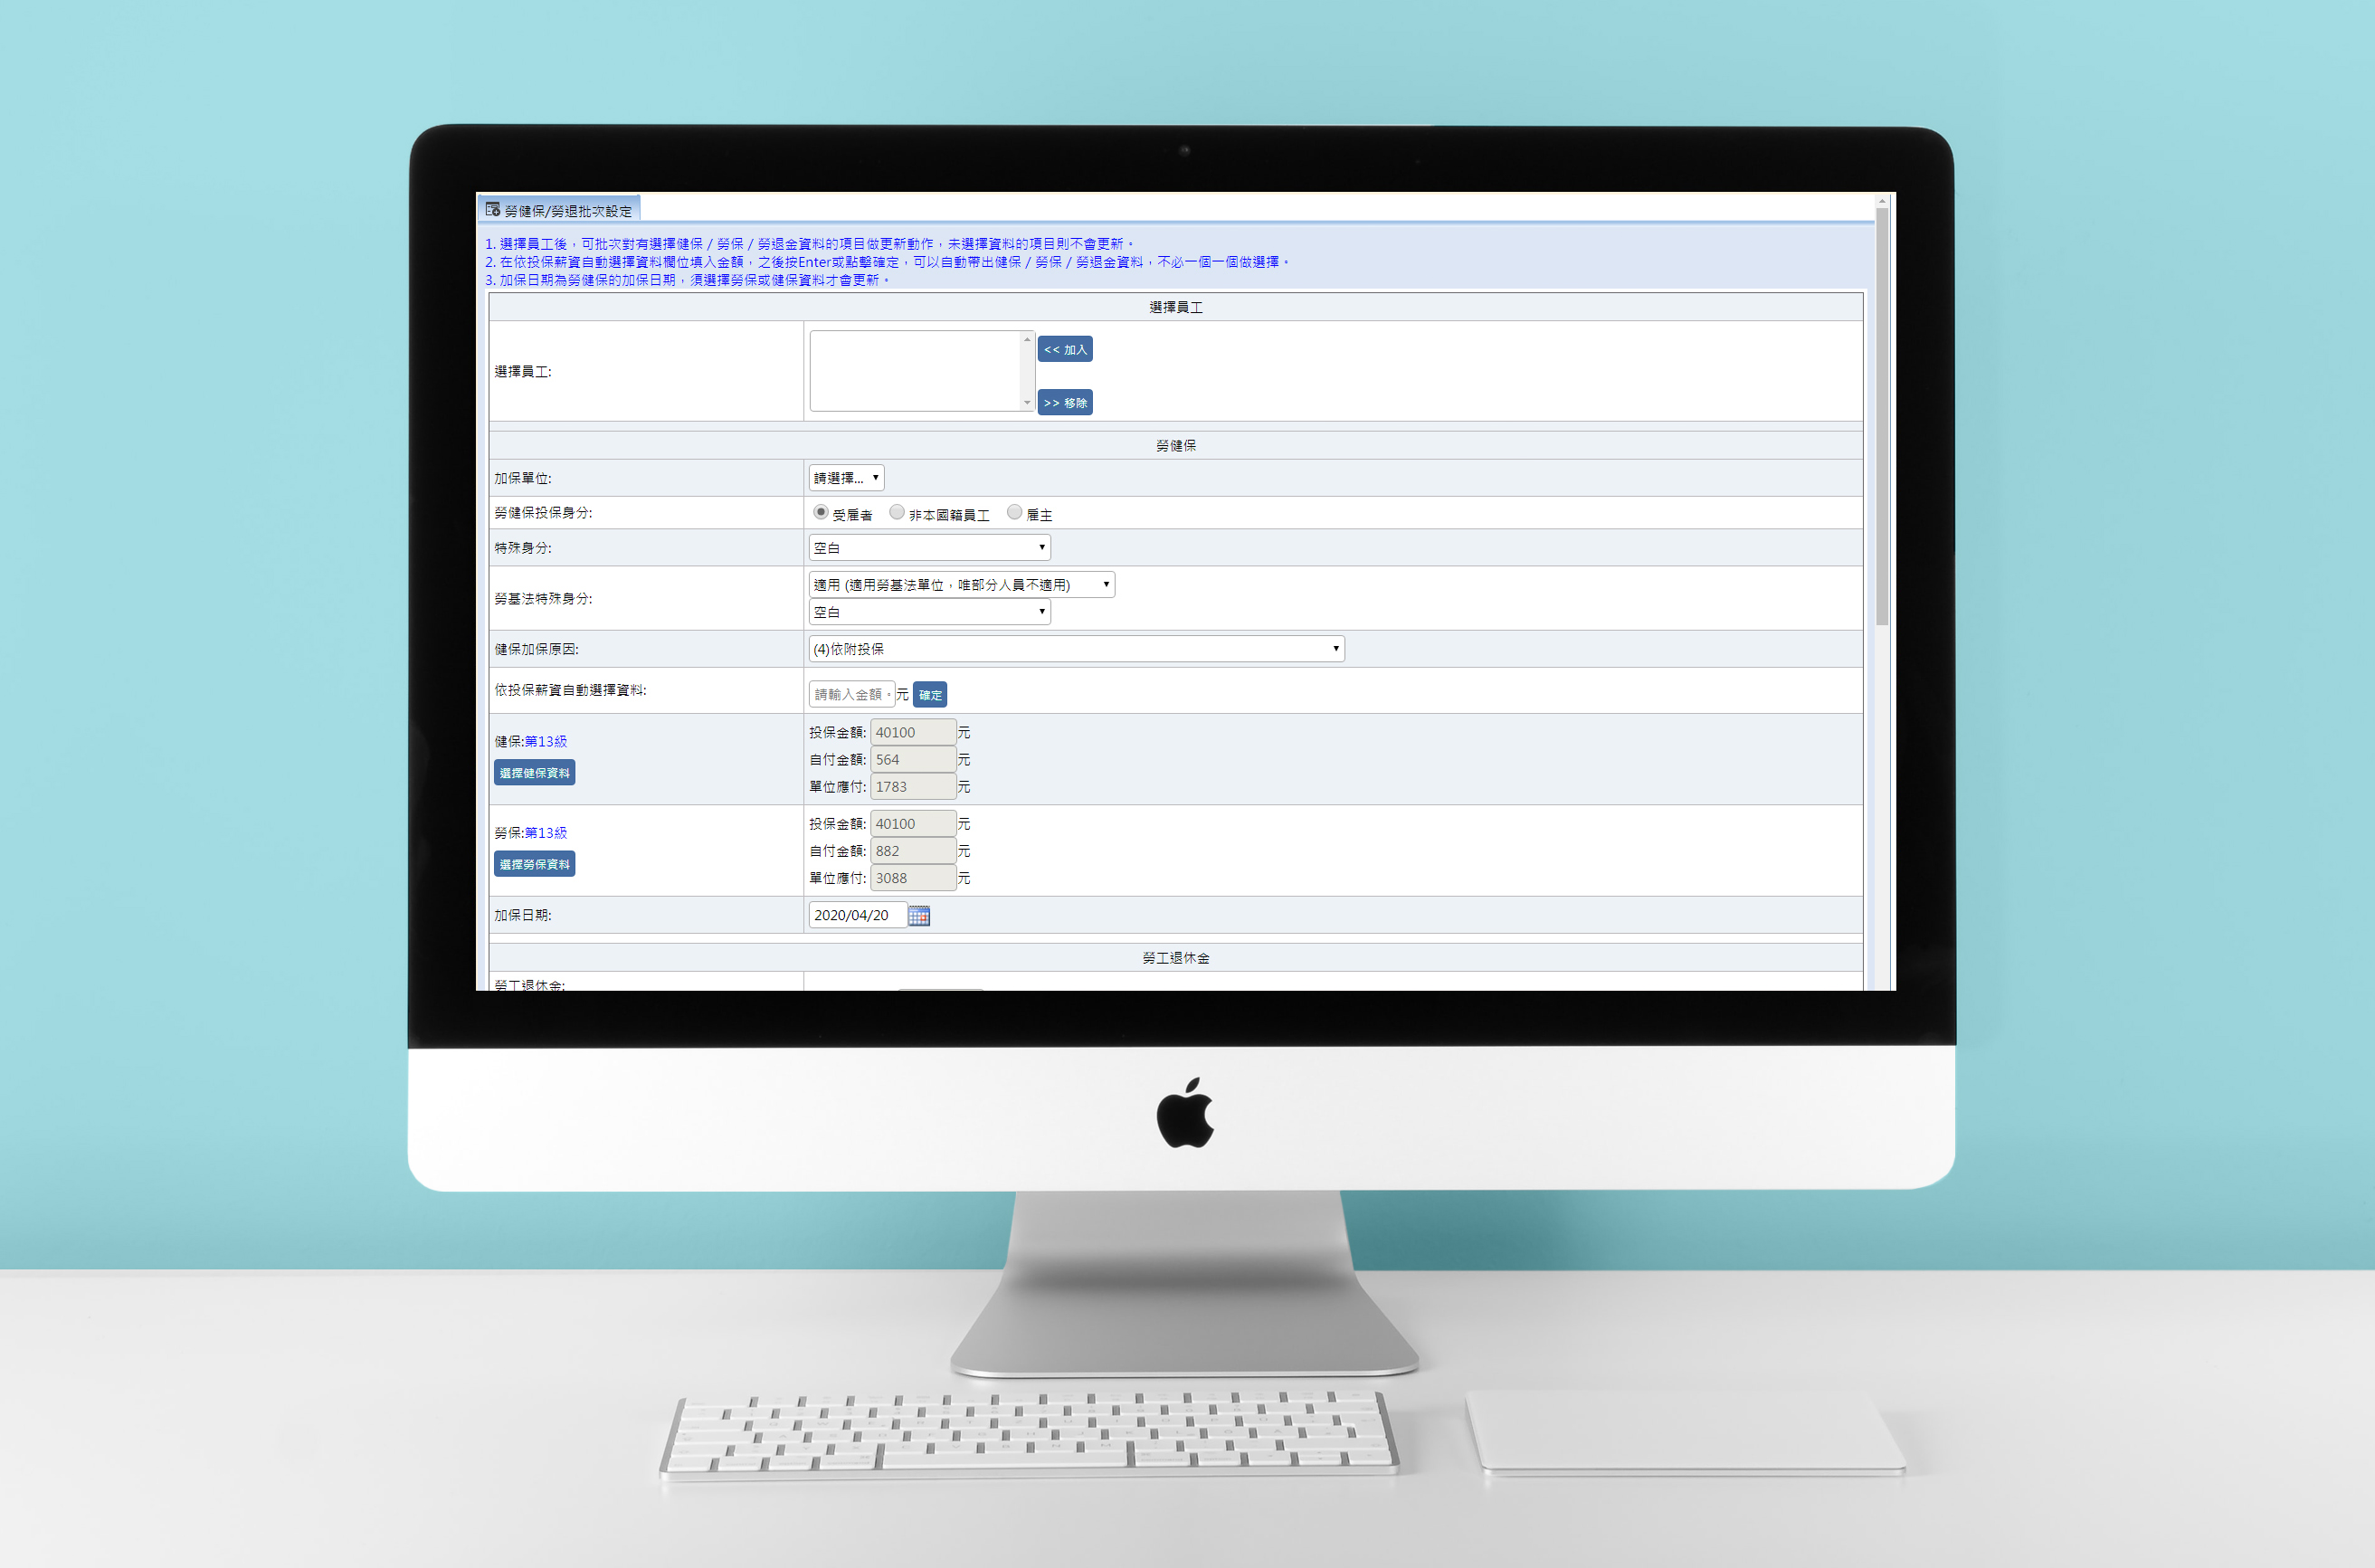 勞健保/勞退批次設定
1. 選擇員工後，可批次對有選擇健保 / 勞保 / 勞退金資料的項目做更新動作，未選擇資料的項目則不會更新。
2. 在依投保薪資自動選擇資料欄位填入金額，之後按Enter或點擊確定，可以自動帶出健保 / 勞保 / 勞退金資料，不必一個一個做選擇。
3. 加保日期為勞健保的加保日期，須選擇勞保或健保資料才會更新。
選擇員工
選擇員工:
<< 加入
>> 移除
勞健保
加保單位: 請選擇...
勞健保投保身分: 受雇者 非本國籍員工 雇主
特殊身分: 空白
勞基法特殊身分: 適用 (適用勞基法單位，唯部分人員不適用)
空白
健保加保原因: (4)依附投保
依投保薪資自動選擇資料: 請輸入金額。元 確定
健保:第13級
選擇健保資料
投保金額: 40100 元
自付金額: 564 元
單位應付: 1783 元
勞保:第13級
選擇勞保資料
投保金額: 40100 元
自付金額: 882 元
單位應付: 3088 元
加保日期: 2020/04/20
勞工退休金
勞工退休金: